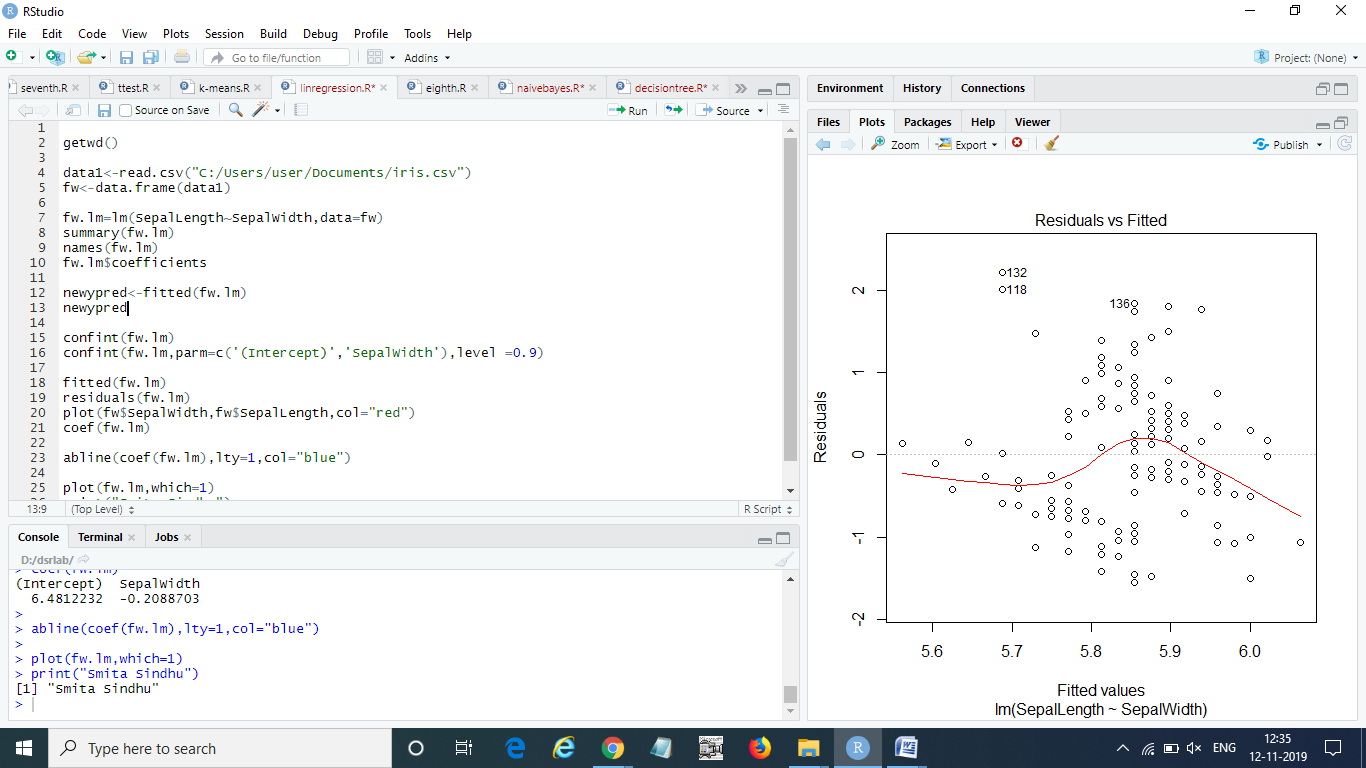 RStudio
File Edit Code View Plots Session Build Debug Profile Tools Help
Go to file/function Addins Project: (None)
seventh.R ttest.R k-means.R linregression.R* eighth.R naivebayes.R* decisiontree.R*
Source on Save Run Source
1
2 getwd()
3
4 data1<-read.csv("C:/Users/user/Documents/iris.csv")
5 fw<-data.frame(data1)
6
7 fw.lm=lm(SepalLength~SepalWidth,data=fw)
8 summary(fw.lm)
9 names(fw.lm)
10 fw.lm$coefficients
11
12 newypred<-fitted(fw.lm)
13 newypred
14
15 confint(fw.lm)
16 confint(fw.lm,parm=c('(Intercept)','SepalWidth'),level =0.9)
17
18 fitted(fw.lm)
19 residuals(fw.lm)
20 plot(fw$SepalWidth,fw$SepalLength,col="red")
21 coef(fw.lm)
22
23 abline(coef(fw.lm),lty=1,col="blue")
24
25 plot(fw.lm,which=1)
13:9 (Top Level) R Script
Console Terminal Jobs
D:/dsrlab/
> coef(fw.lm)
(Intercept) SepalWidth
6.4812232 -0.2088703
>
> abline(coef(fw.lm),lty=1,col="blue")
>
> plot(fw.lm,which=1)
> print("Smita Sindhu")
[1] "Smita Sindhu"
>
Environment History Connections
Files Plots Packages Help Viewer
Zoom Export Publish
Residuals vs Fitted
132
118
136
2
1
0
-1
-2
Residuals
5.6 5.7 5.8 5.9 6.0
Fitted values
lm(SepalLength ~ SepalWidth)
Type here to search
ENG
12:35
12-11-2019